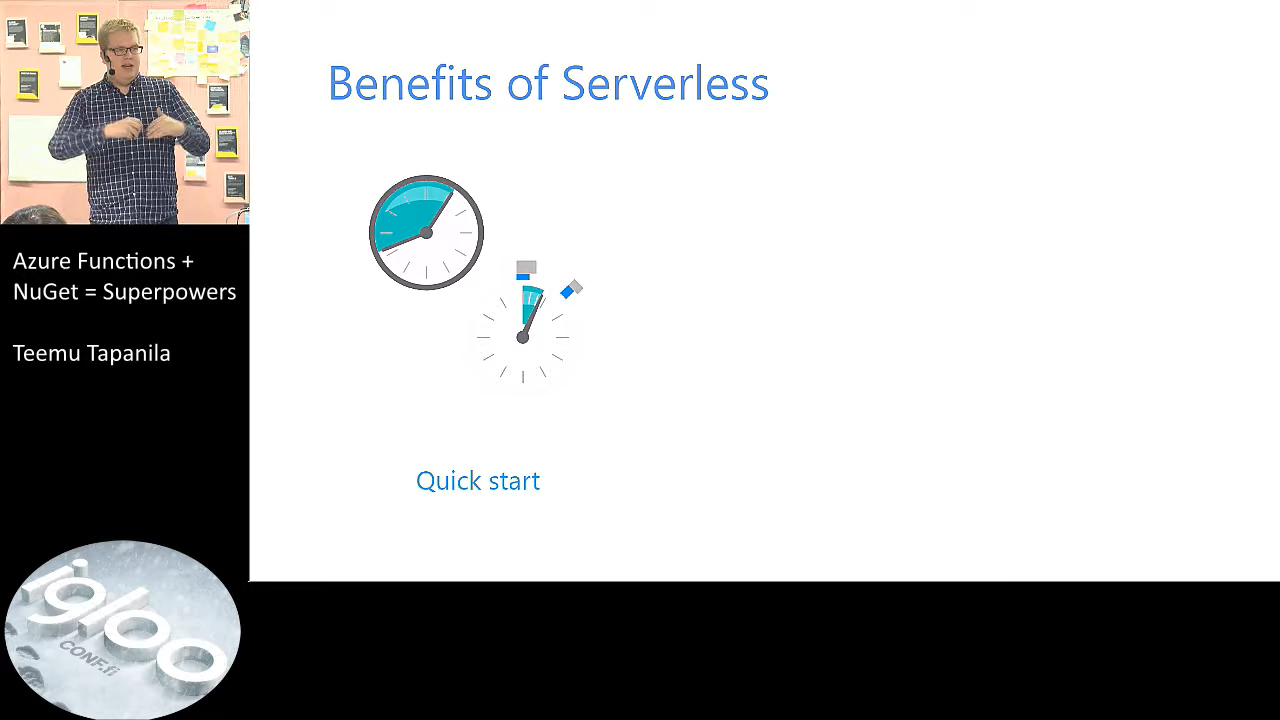 Benefits of Serverless
Quick start
Azure Functions +
NuGet = Superpowers
Teemu Tapanila
igloo
CONF.fi